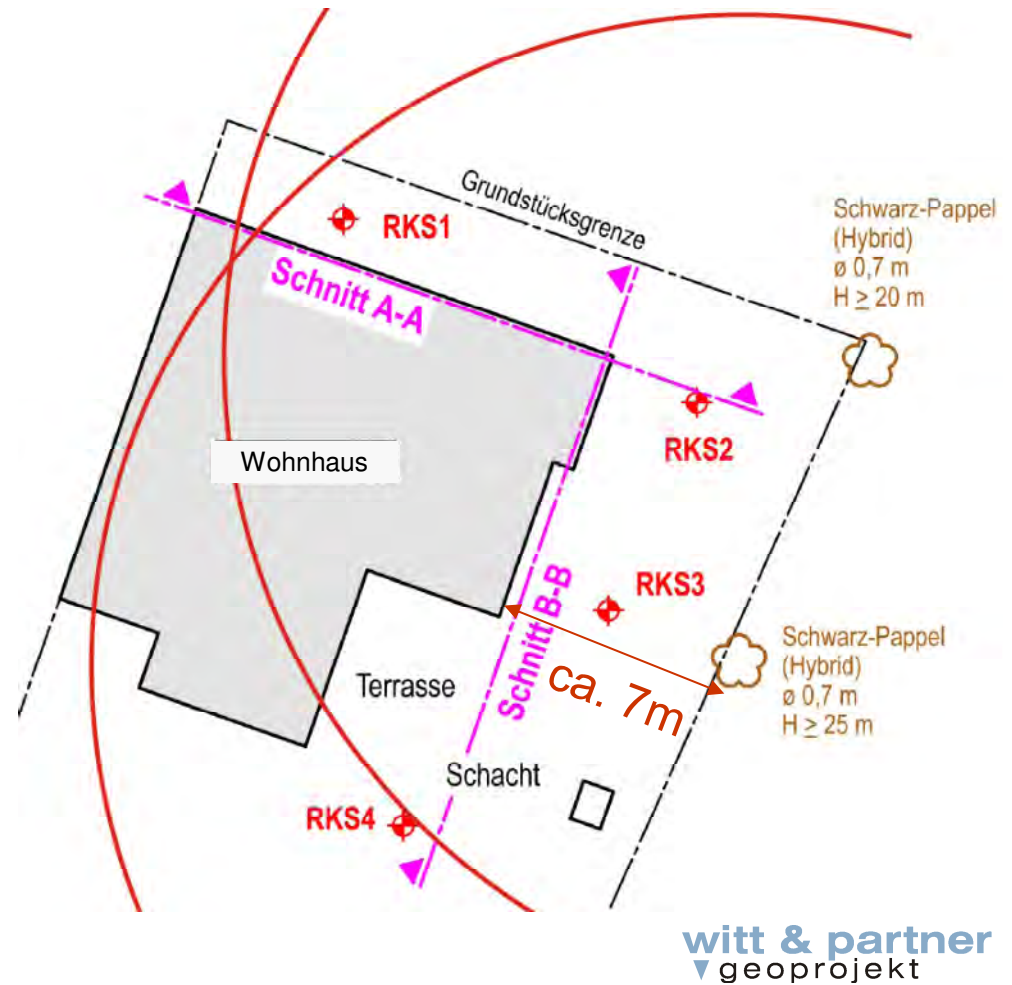 Grundstücksgrenze
Schwarz-Pappel
(Hybrid)
ø 0,7 m
H ≥ 20 m
RKS1
Schnitt A-A
RKS2
Wohnhaus
RKS3
Schnitt B-B
Schwarz-Pappel
(Hybrid)
ø 0,7 m
H ≥ 25 m
ca. 7m
Terrasse
Schacht
RKS4
witt & partner
geoprojekt